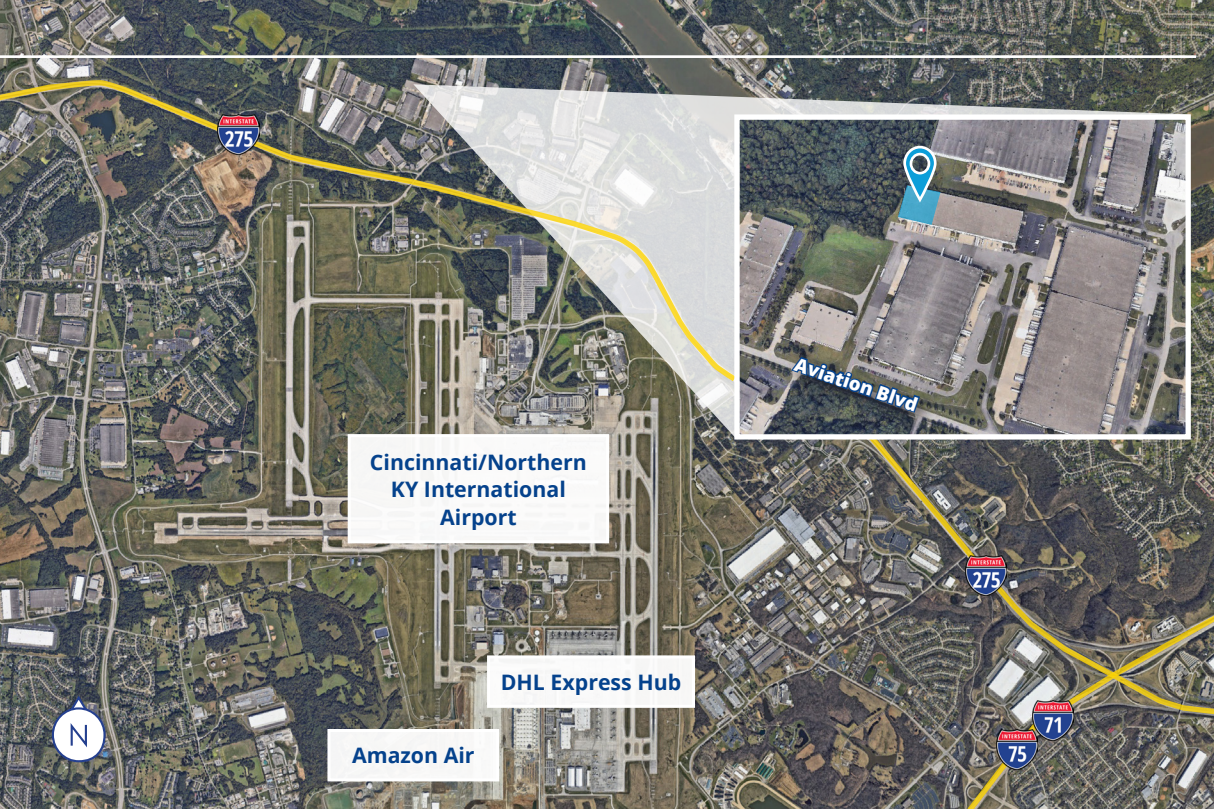 INTERSTATE
275
Aviation Blvd
Cincinnati/Northern
KY International
Airport
INTERSTATE
275
DHL Express Hub
INTERSTATE
71
INTERSTATE
75
Amazon Air
N